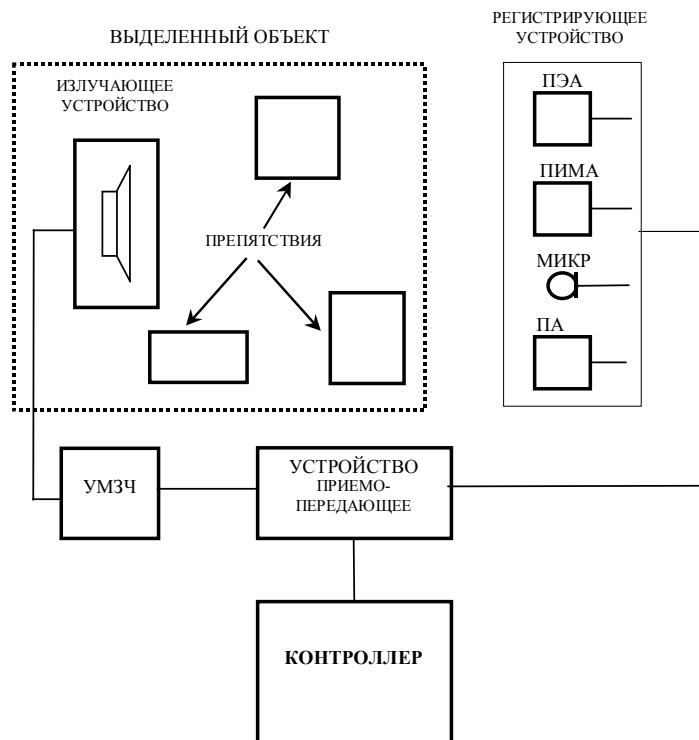 ВЫДЕЛЕННЫЙ ОБЪЕКТ
РЕГИСТРИРУЮЩЕЕ
УСТРОЙСТВО
ИЗЛУЧАЮЩЕЕ
УСТРОЙСТВО
ПРЕПЯТСТВИЯ
ПЭА
ПИМА
МИКР
ПА
УМЗЧ
УСТРОЙСТВО
ПРИЕМО-
ПЕРЕДАЮЩЕЕ
КОНТРОЛЛЕР